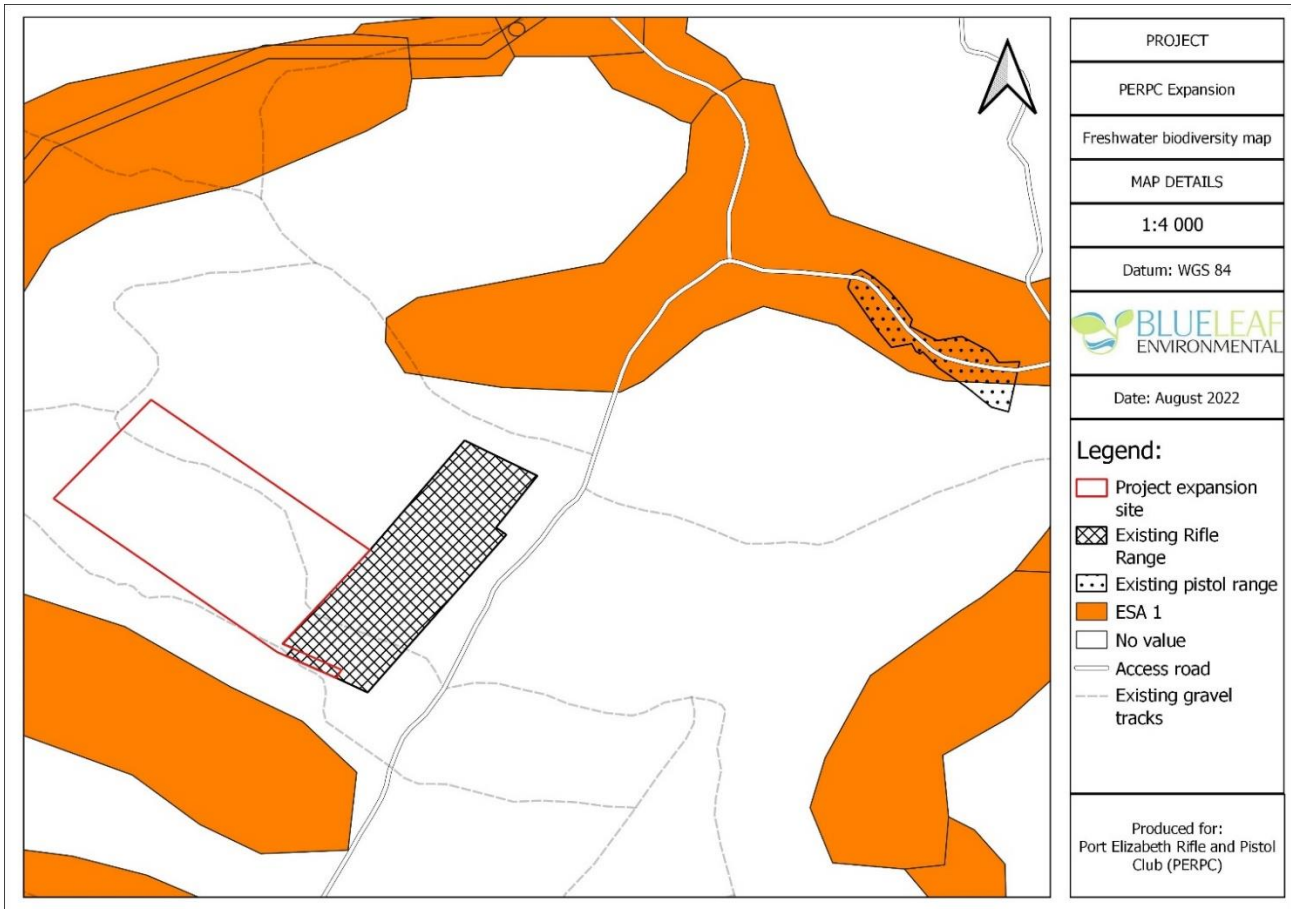 PROJECT
PERPC Expansion
Freshwater biodiversity map
MAP DETAILS
1:4 000
Datum: WGS 84
BLUELEAF
ENVIRONMENTAL
Date: August 2022
Legend:
Project expansion
site
Existing Rifle
Range
Existing pistol range
ESA 1
No value
Access road
Existing gravel
tracks
Produced for:
Port Elizabeth Rifle and Pistol
Club (PERPC)